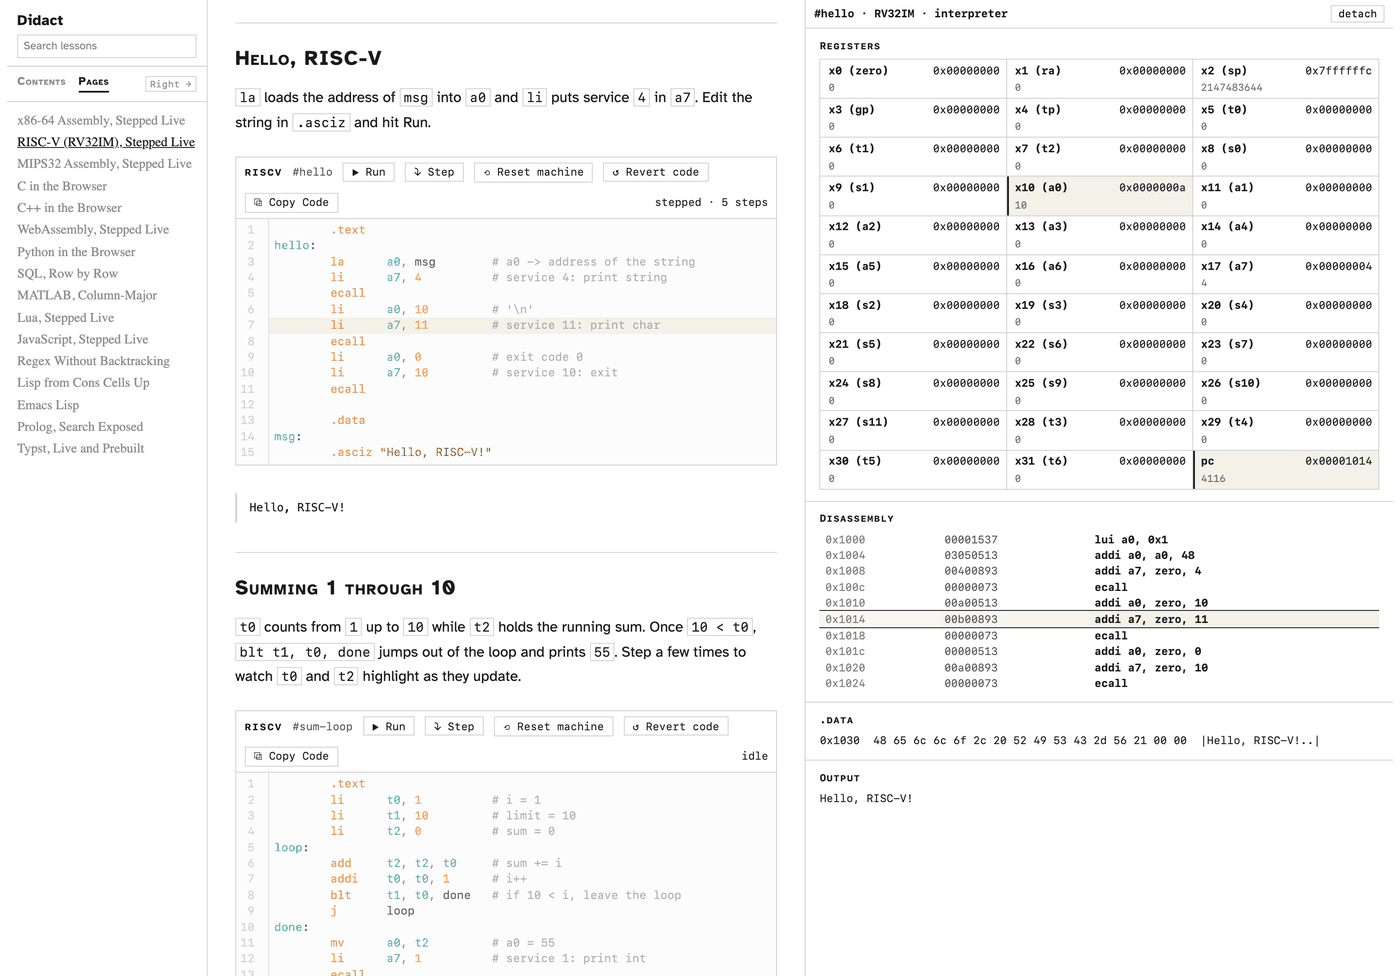 Didact
Search lessons
Contents Pages Right →
x86-64 Assembly, Stepped Live
RISC-V (RV32IM), Stepped Live
MIPS32 Assembly, Stepped Live
C in the Browser
C++ in the Browser
WebAssembly, Stepped Live
Python in the Browser
SQL, Row by Row
MATLAB, Column-Major
Lua, Stepped Live
JavaScript, Stepped Live
Regex Without Backtracking
Lisp from Cons Cells Up
Emacs Lisp
Prolog, Search Exposed
Typst, Live and Prebuilt
Hello, RISC-V
la loads the address of msg into a0 and li puts service 4 in a7. Edit the
string in .asciz and hit Run.
RISCV #hello ▶ Run ⤵ Step ⟲ Reset machine ↺ Revert code
⧉ Copy Code stepped · 5 steps
1 .text
2 hello:
3 la a0, msg # a0 -> address of the string
4 li a7, 4 # service 4: print string
5 ecall
6 li a0, 10 # '\n'
7 li a7, 11 # service 11: print char
8 ecall
9 li a0, 0 # exit code 0
10 li a7, 10 # service 10: exit
11 ecall
12
13 .data
14 msg:
15 .asciz "Hello, RISC-V!"
Hello, RISC-V!
Summing 1 through 10
t0 counts from 1 up to 10 while t2 holds the running sum. Once 10 < t0,
blt t1, t0, done jumps out of the loop and prints 55. Step a few times to
watch t0 and t2 highlight as they update.
RISCV #sum-loop ▶ Run ⤵ Step ⟲ Reset machine ↺ Revert code
⧉ Copy Code idle
1 .text
2 li t0, 1 # i = 1
3 li t1, 10 # limit = 10
4 li t2, 0 # sum = 0
5 loop:
6 add t2, t2, t0 # sum += i
7 addi t0, t0, 1 # i++
8 blt t1, t0, done # if 10 < i, leave the loop
9 j loop
10 done:
11 mv a0, t2 # a0 = 55
12 li a7, 1 # service 1: print int
13 ecall
#hello · RV32IM · interpreter detach
Registers
x0 (zero) 0x00000000 x1 (ra) 0x00000000 x2 (sp) 0x7ffffffc
0 0 2147483644
x3 (gp) 0x00000000 x4 (tp) 0x00000000 x5 (t0) 0x00000000
0 0 0
x6 (t1) 0x00000000 x7 (t2) 0x00000000 x8 (s0) 0x00000000
0 0 0
x9 (s1) 0x00000000 x10 (a0) 0x0000000a x11 (a1) 0x00000000
0 10 0
x12 (a2) 0x00000000 x13 (a3) 0x00000000 x14 (a4) 0x00000000
0 0 0
x15 (a5) 0x00000000 x16 (a6) 0x00000000 x17 (a7) 0x00000004
0 0 4
x18 (s2) 0x00000000 x19 (s3) 0x00000000 x20 (s4) 0x00000000
0 0 0
x21 (s5) 0x00000000 x22 (s6) 0x00000000 x23 (s7) 0x00000000
0 0 0
x24 (s8) 0x00000000 x25 (s9) 0x00000000 x26 (s10) 0x00000000
0 0 0
x27 (s11) 0x00000000 x28 (t3) 0x00000000 x29 (t4) 0x00000000
0 0 0
x30 (t5) 0x00000000 x31 (t6) 0x00000000 pc 0x00001014
0 0 4116
Disassembly
0x1000 00001537 lui a0, 0x1
0x1004 03050513 addi a0, a0, 48
0x1008 00400893 addi a7, zero, 4
0x100c 00000073 ecall
0x1010 00a00513 addi a0, zero, 10
0x1014 00b00893 addi a7, zero, 11
0x1018 00000073 ecall
0x101c 00000513 addi a0, zero, 0
0x1020 00a00893 addi a7, zero, 10
0x1024 00000073 ecall
.data
0x1030 48 65 6c 6c 6f 2c 20 52 49 53 43 2d 56 21 00 00 |Hello, RISC-V!..|
Output
Hello, RISC-V!